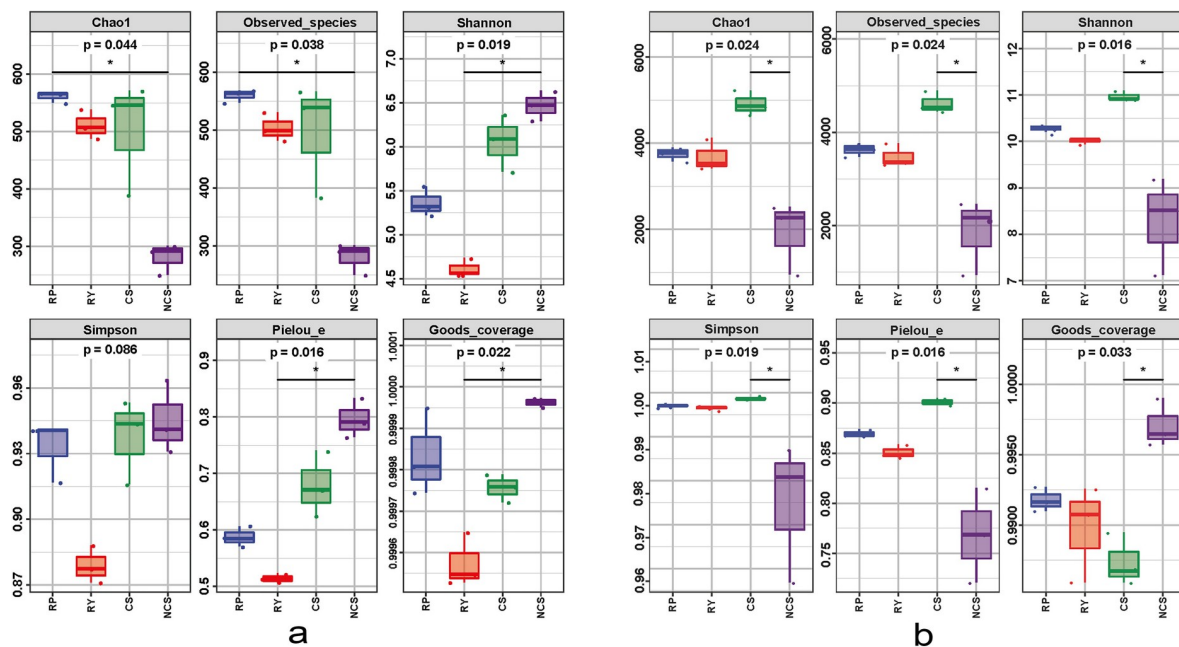 Chao1
p = 0.044
*
600
500
400
300
RP
RY
CS
NCS
Observed_species
p = 0.038
*
600
500
400
300
RP
RY
CS
NCS
Shannon
p = 0.019
*
7.0
6.5
6.0
5.5
5.0
4.5
RP
RY
CS
NCS
Simpson
p = 0.086
0.96
0.93
0.90
0.87
RP
RY
CS
NCS
Pielou_e
p = 0.016
*
0.9
0.8
0.7
0.6
0.5
RP
RY
CS
NCS
Goods_coverage
p = 0.022
*
1.0001
1.0000
0.9999
0.9998
0.9997
0.9996
RP
RY
CS
NCS
a
Chao1
p = 0.024
*
6000
4000
2000
RP
RY
CS
NCS
Observed_species
p = 0.024
*
6000
4000
2000
RP
RY
CS
NCS
Shannon
p = 0.016
*
12
11
10
9
8
7
RP
RY
CS
NCS
Simpson
p = 0.019
*
1.01
1.00
0.99
0.98
0.97
0.96
RP
RY
CS
NCS
Pielou_e
p = 0.016
*
0.95
0.90
0.85
0.80
0.75
RP
RY
CS
NCS
Goods_coverage
p = 0.033
*
1.0000
0.9950
0.9900
RP
RY
CS
NCS
b